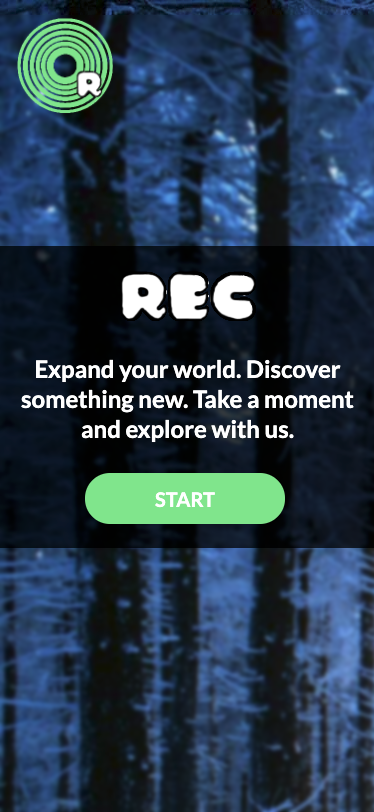 R
REC
Expand your world. Discover
something new. Take a moment
and explore with us.
START